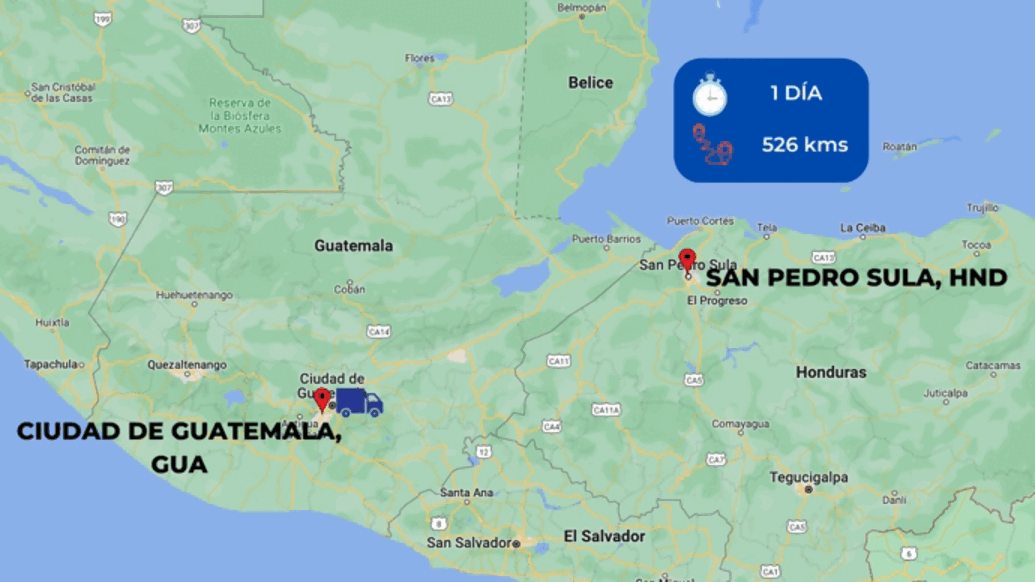 199
307
Belmopán
Flores
San Cristóbal
de las Casas
CA13
Belice
1 DÍA
Reserva de
la Biósfera
Montes Azules
526 kms
Roatán
Comitán de
Domínguez
307
190
Trujillo
Puerto Cortés
Tela
La Ceiba
Guatemala
Puerto Barrios
Tocoa
CA13
San Pedro Sula
SAN PEDRO SULA, HND
Cobán
Huehuetenango
El Progreso
Huixtla
CA14
Tapachula
Quezaltenango
CA11
Catacamas
Honduras
Ciudad de
CA5
Juticalpa
CA11A
Antigua
CIUDAD DE GUATEMALA,
GUA
CA4
Comayagua
12
CA7
Tegucigalpa
Santa Ana
Danlí
8
CA5
San Salvador
El Salvador
6
CA1
San Miguel